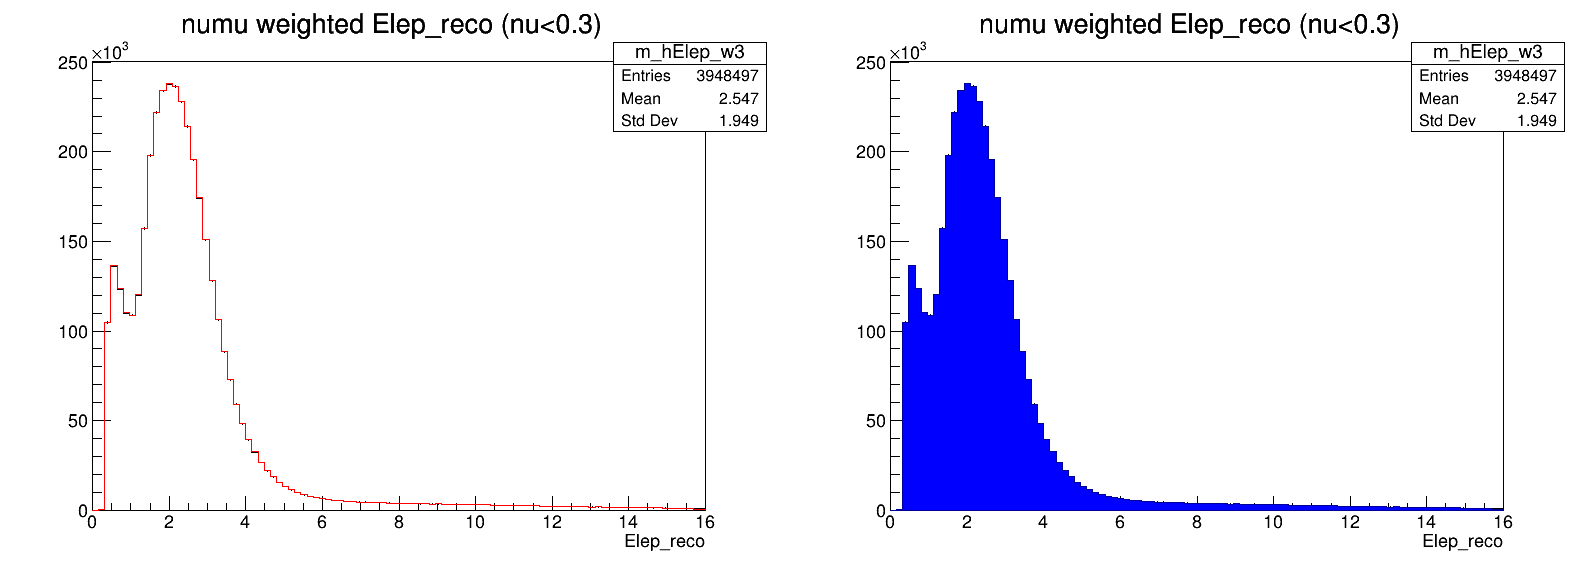 numu weighted Elep_reco (nu<0.3)
×10³
m_hElep_w3
Entries 3948497
Mean 2.547
Std Dev 1.949
250
200
150
100
50
0
0 2 4 6 8 10 12 14 16
Elep_reco
numu weighted Elep_reco (nu<0.3)
×10³
m_hElep_w3
Entries 3948497
Mean 2.547
Std Dev 1.949
250
200
150
100
50
0
0 2 4 6 8 10 12 14 16
Elep_reco